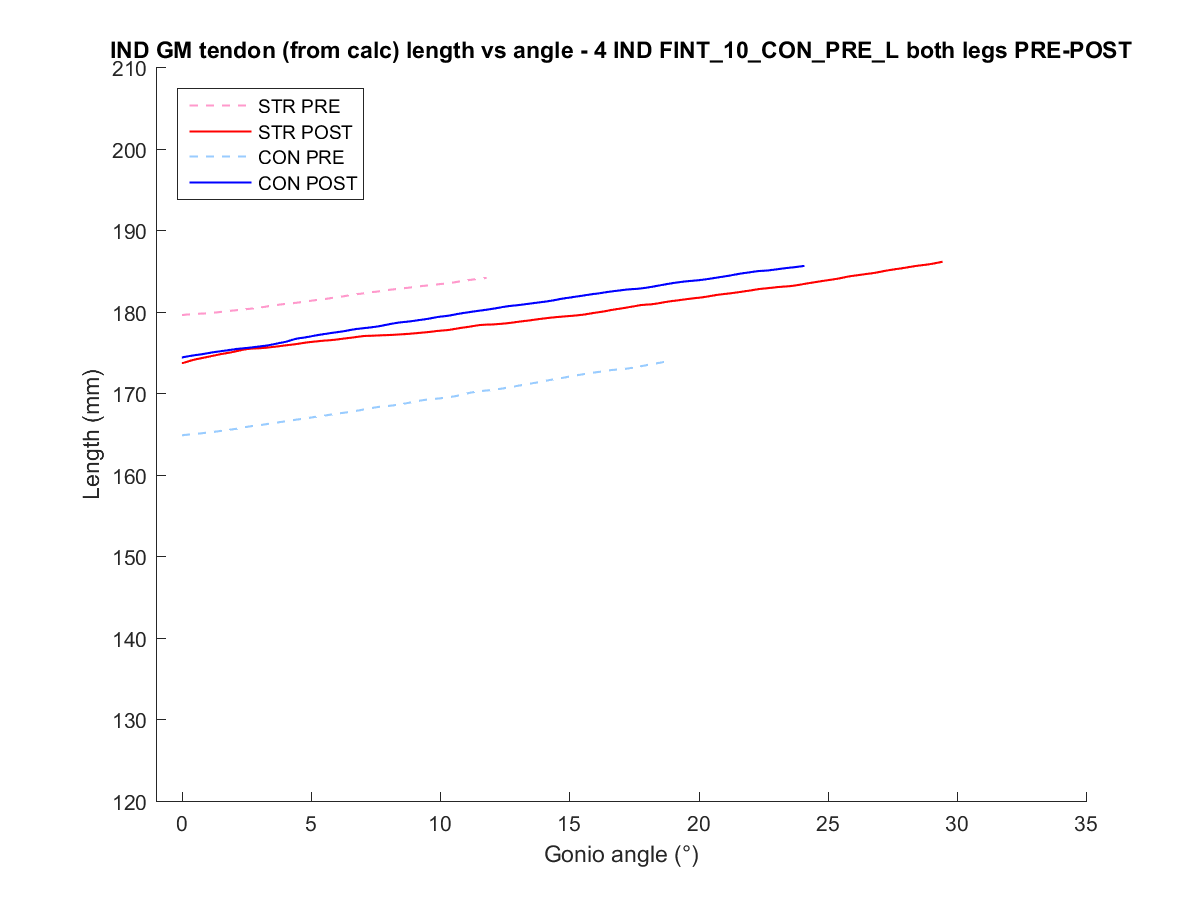 IND GM tendon (from calc) length vs angle - 4 IND FINT_10_CON_PRE_L both legs PRE-POST
210
200
190
180
170
160
150
140
130
120
Length (mm)
STR PRE
STR POST
CON PRE
CON POST
0 5 10 15 20 25 30 35
Gonio angle (°)